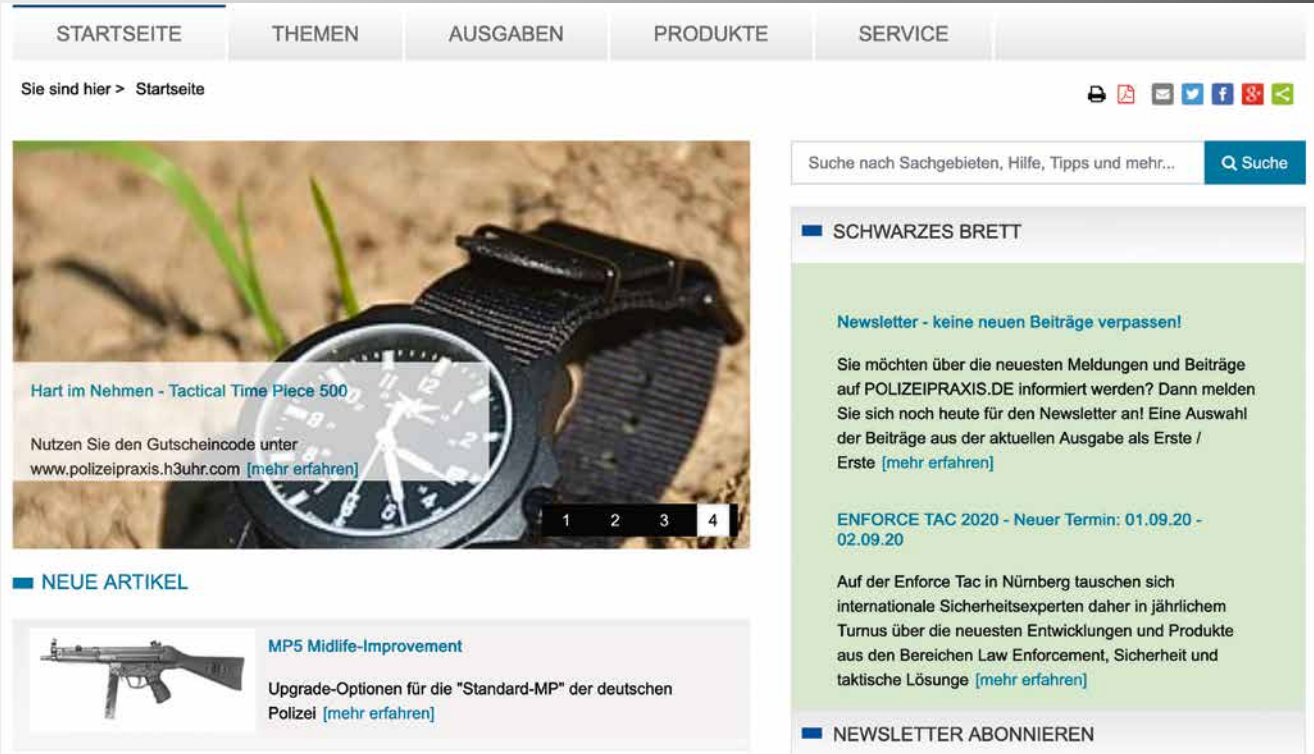 STARTSEITE THEMEN AUSGABEN PRODUKTE SERVICE
Sie sind hier > Startseite
Suche nach Sachgebieten, Hilfe, Tipps und mehr... Suche
Hart im Nehmen - Tactical Time Piece 500
Nutzen Sie den Gutscheincode unter
www.polizeipraxis.h3uhr.com [mehr erfahren]
1 2 3 4
NEUE ARTIKEL
MP5 Midlife-Improvement
Upgrade-Optionen für die "Standard-MP" der deutschen
Polizei [mehr erfahren]
SCHWARZES BRETT
Newsletter - keine neuen Beiträge verpassen!
Sie möchten über die neuesten Meldungen und Beiträge
auf POLIZEIPRAXIS.DE informiert werden? Dann melden
Sie sich noch heute für den Newsletter an! Eine Auswahl
der Beiträge aus der aktuellen Ausgabe als Erste /
Erste [mehr erfahren]
ENFORCE TAC 2020 - Neuer Termin: 01.09.20 -
02.09.20
Auf der Enforce Tac in Nürnberg tauschen sich
internationale Sicherheitsexperten daher in jährlichem
Turnus über die neuesten Entwicklungen und Produkte
aus den Bereichen Law Enforcement, Sicherheit und
taktische Lösunge [mehr erfahren]
NEWSLETTER ABONNIEREN